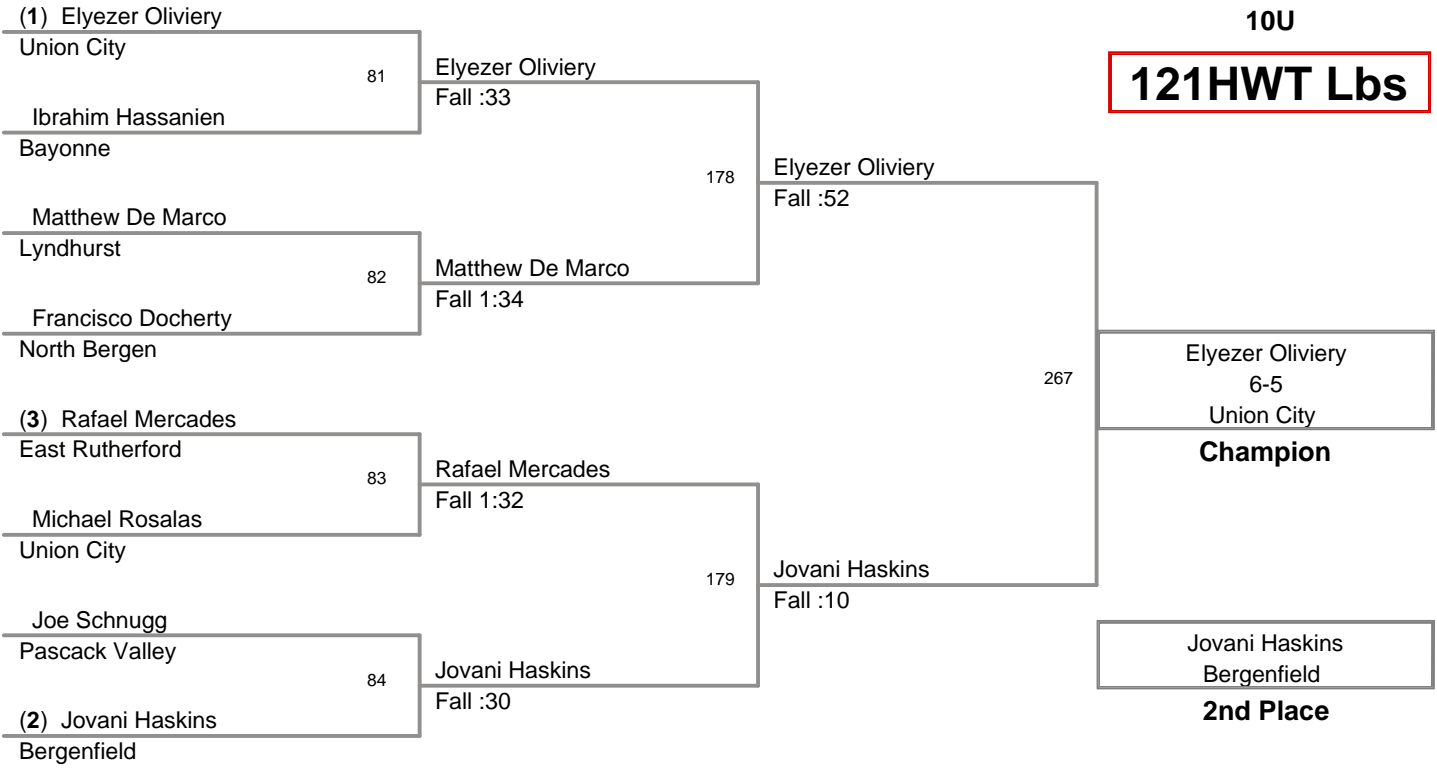 (1) Elyezer Oliviery
Union City
81
Ibrahim Hassanien
Bayonne
Elyezer Oliviery
Fall :33
Matthew De Marco
Lyndhurst
82
Francisco Docherty
North Bergen
Matthew De Marco
Fall 1:34
178
Elyezer Oliviery
Fall :52
(3) Rafael Mercades
East Rutherford
83
Michael Rosalas
Union City
Rafael Mercades
Fall 1:32
Joe Schnugg
Pascack Valley
84
(2) Jovani Haskins
Bergenfield
Jovani Haskins
Fall :30
179
Jovani Haskins
Fall :10
267
10U
121HWT Lbs
Elyezer Oliviery
6-5
Union City
Champion
Jovani Haskins
Bergenfield
2nd Place